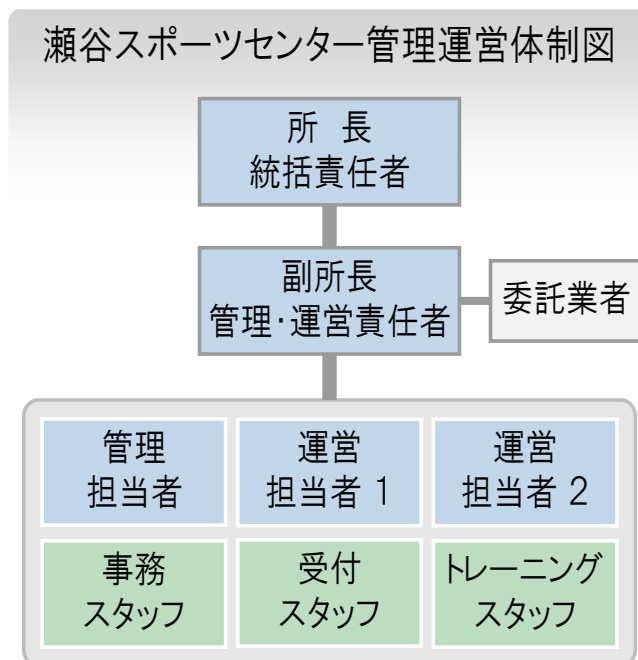 瀬谷スポーツセンター管理運営体制図
所 長
統括責任者
副所長
管理・運営責任者
委託業者
管理
担当者
運営
担当者 1
運営
担当者 2
事務
スタッフ
受付
スタッフ
トレーニング
スタッフ